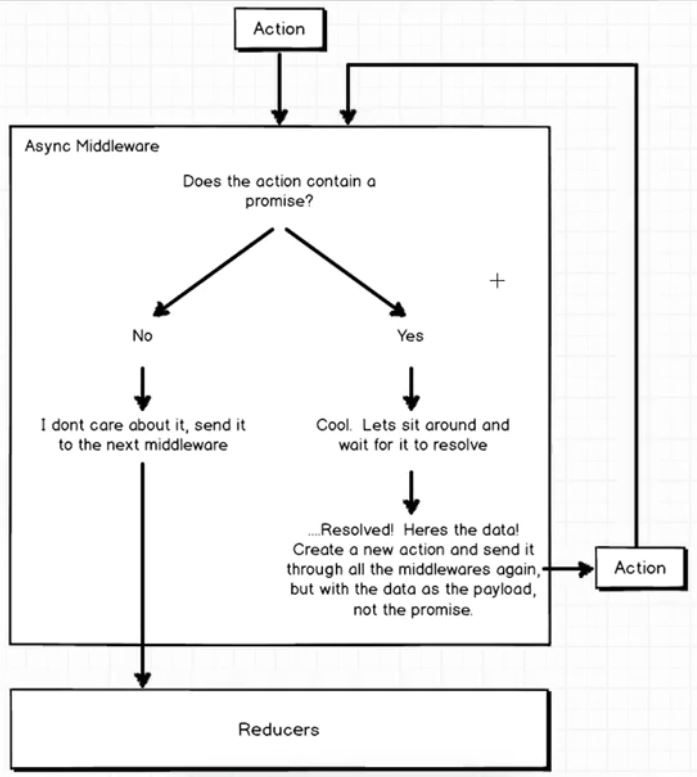 Action
Async Middleware
Does the action contain a
promise?
No
Yes
I dont care about it, send it
to the next middleware
Cool. Lets sit around and
wait for it to resolve
....Resolved! Heres the data!
Create a new action and send it
through all the middlewares again,
but with the data as the payload,
not the promise.
Action
Reducers